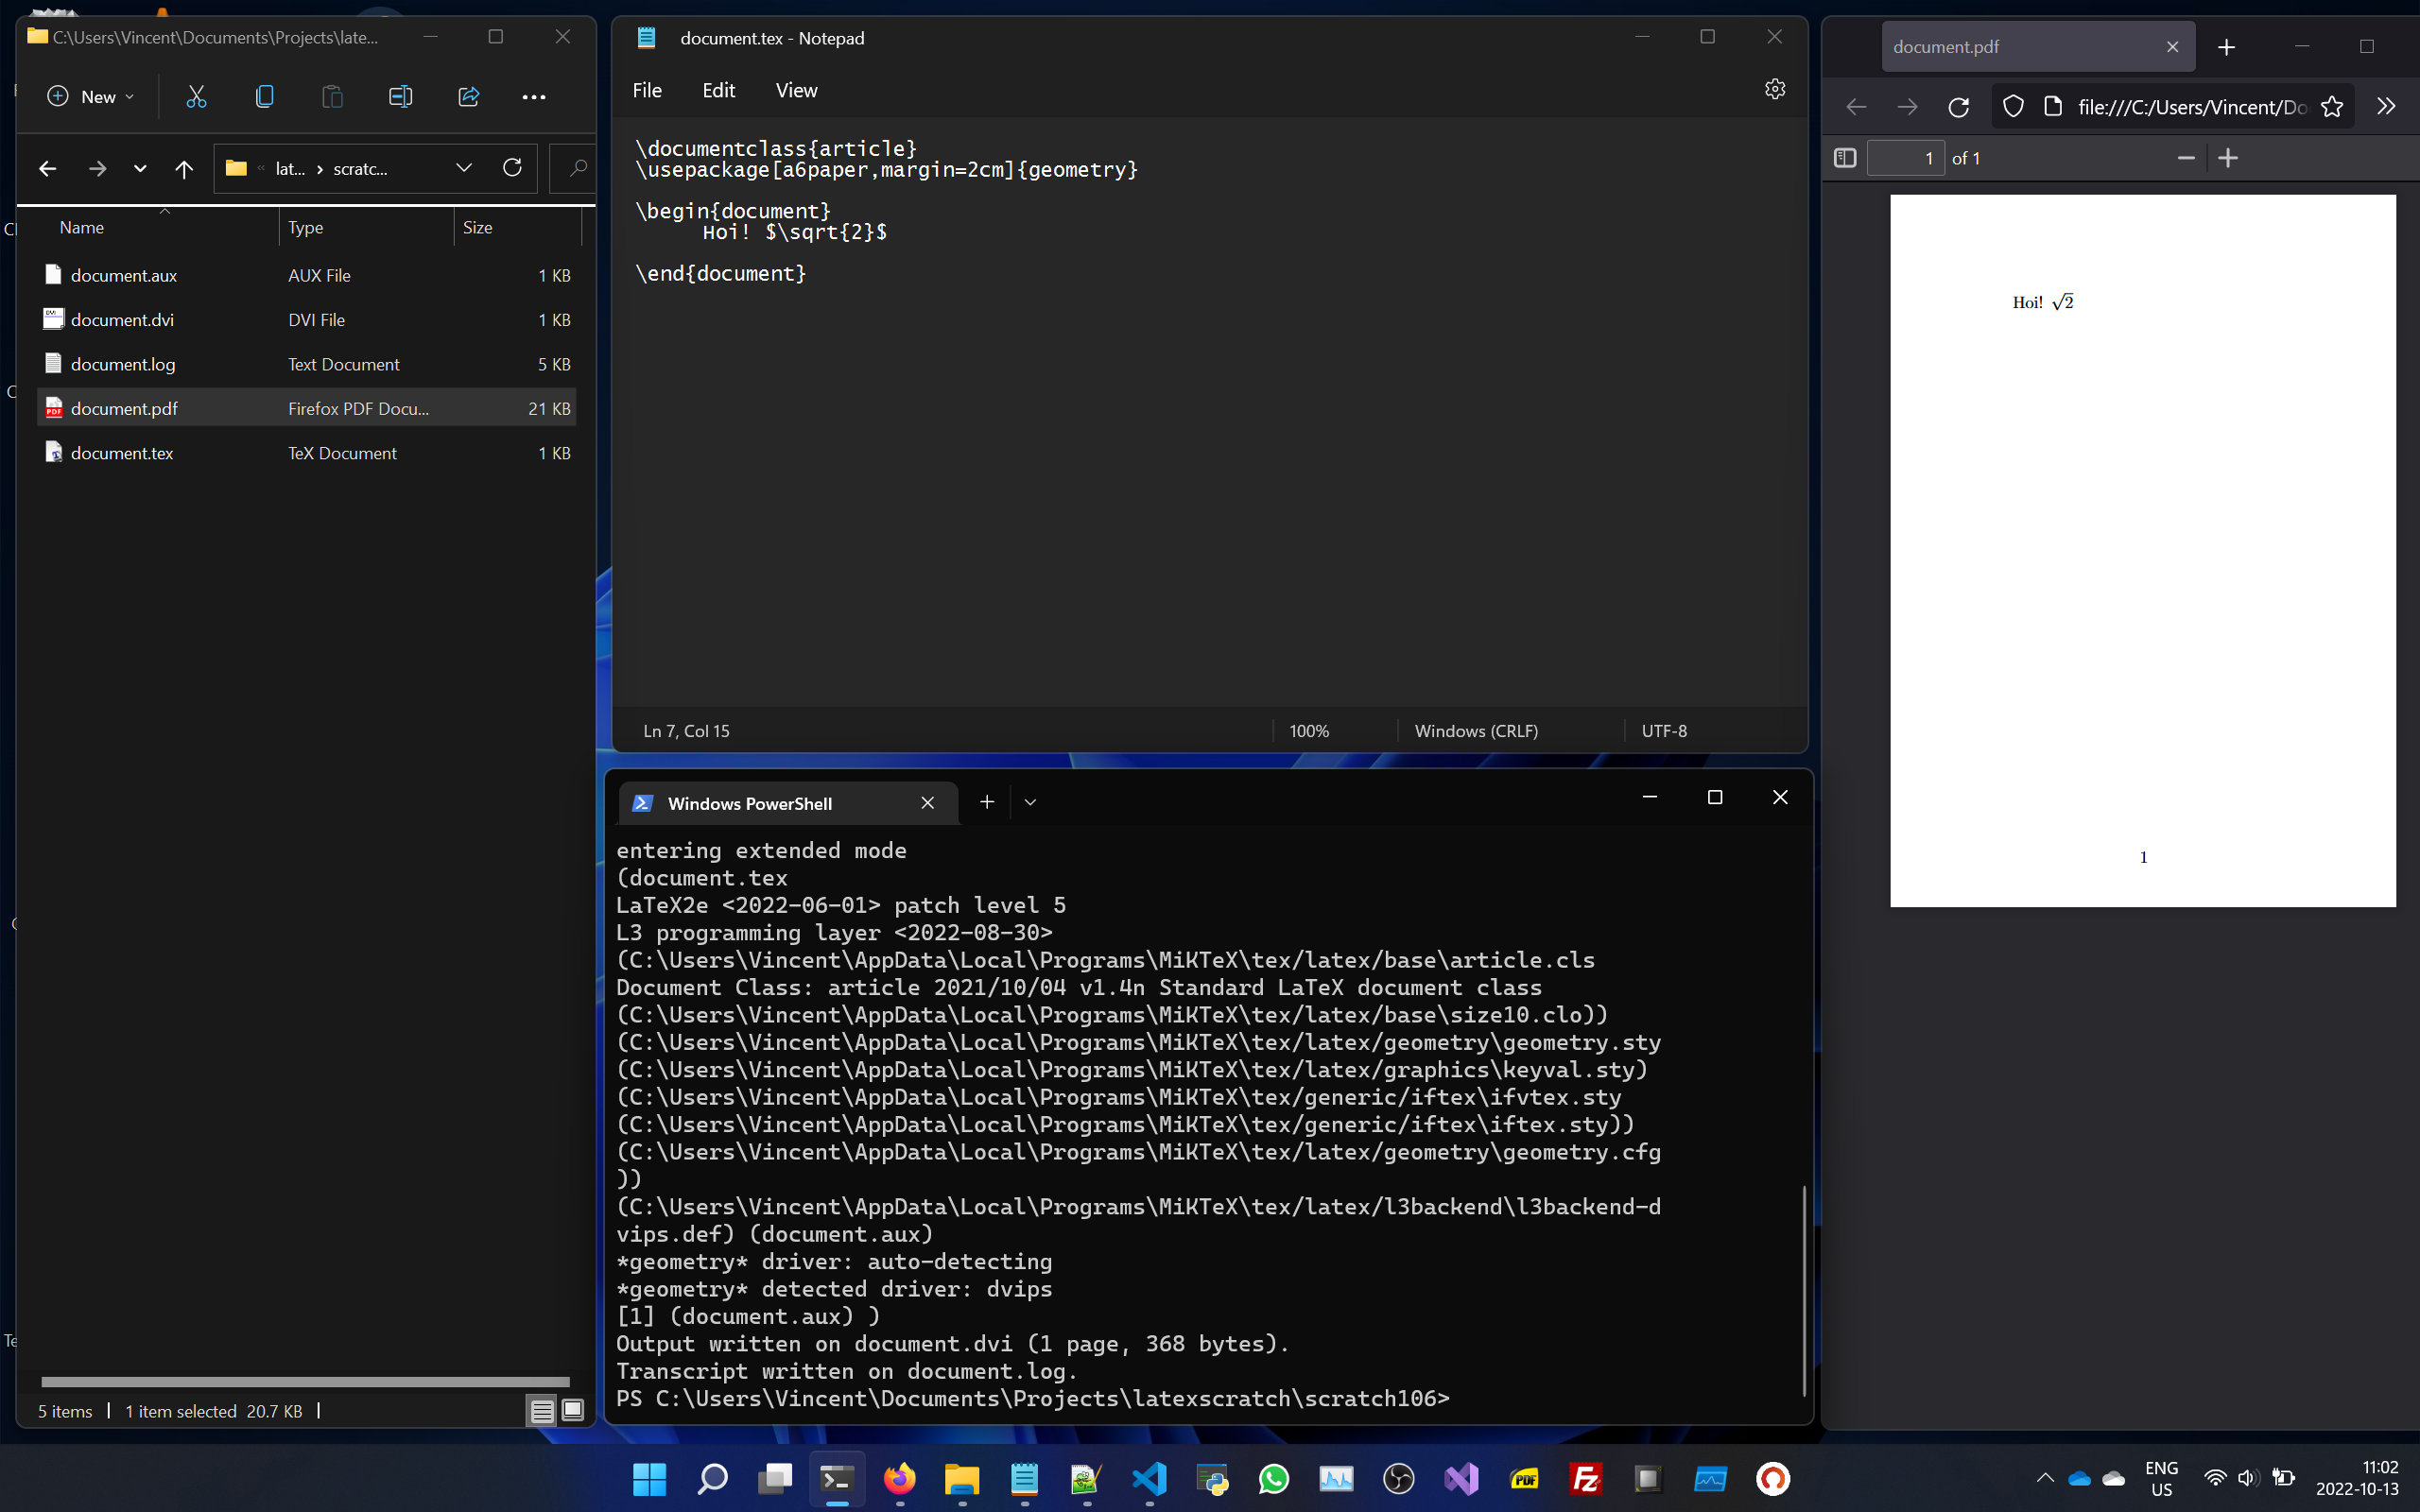 C:\Users\Vincent\Documents\Projects\late...
New
lat... › scratc...
Name Type Size
document.aux AUX File 1 KB
document.dvi DVI File 1 KB
document.log Text Document 5 KB
document.pdf Firefox PDF Docu... 21 KB
document.tex TeX Document 1 KB
5 items 1 item selected 20.7 KB
document.tex - Notepad
File Edit View
\documentclass{article}
\usepackage[a6paper,margin=2cm]{geometry}
\begin{document}
Hoi! $\sqrt{2}$
\end{document}
Ln 7, Col 15 100% Windows (CRLF) UTF-8
Windows PowerShell
entering extended mode
(document.tex
LaTeX2e <2022-06-01> patch level 5
L3 programming layer <2022-08-30>
(C:\Users\Vincent\AppData\Local\Programs\MiKTeX\tex/latex/base\article.cls
Document Class: article 2021/10/04 v1.4n Standard LaTeX document class
(C:\Users\Vincent\AppData\Local\Programs\MiKTeX\tex/latex/base\size10.clo))
(C:\Users\Vincent\AppData\Local\Programs\MiKTeX\tex/latex/geometry\geometry.sty
(C:\Users\Vincent\AppData\Local\Programs\MiKTeX\tex/latex/graphics\keyval.sty)
(C:\Users\Vincent\AppData\Local\Programs\MiKTeX\tex/generic/iftex\ifvtex.sty
(C:\Users\Vincent\AppData\Local\Programs\MiKTeX\tex/generic/iftex\iftex.sty))
(C:\Users\Vincent\AppData\Local\Programs\MiKTeX\tex/latex/geometry\geometry.cfg
))
(C:\Users\Vincent\AppData\Local\Programs\MiKTeX\tex/latex/l3backend\l3backend-d
vips.def) (document.aux)
*geometry* driver: auto-detecting
*geometry* detected driver: dvips
[1] (document.aux) )
Output written on document.dvi (1 page, 368 bytes).
Transcript written on document.log.
PS C:\Users\Vincent\Documents\Projects\latexscratch\scratch106>
document.pdf
file:///C:/Users/Vincent/Do
1 of 1
Hoi! √2
1
PDF
Fz
ENG
US
11:02
2022-10-13